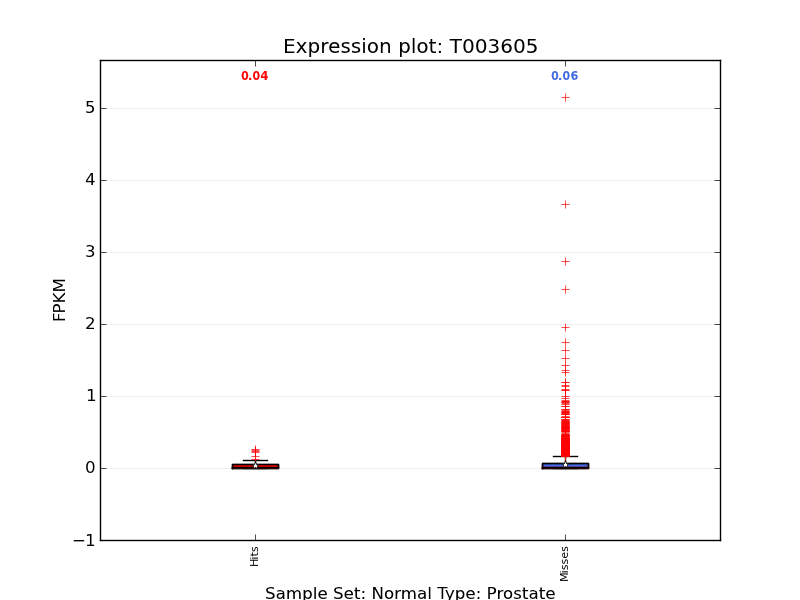 Expression plot: T003605
0.04
0.06
5
4
3
2
1
0
−1
FPKM
Hits
Misses
Sample Set: Normal Type: Prostate